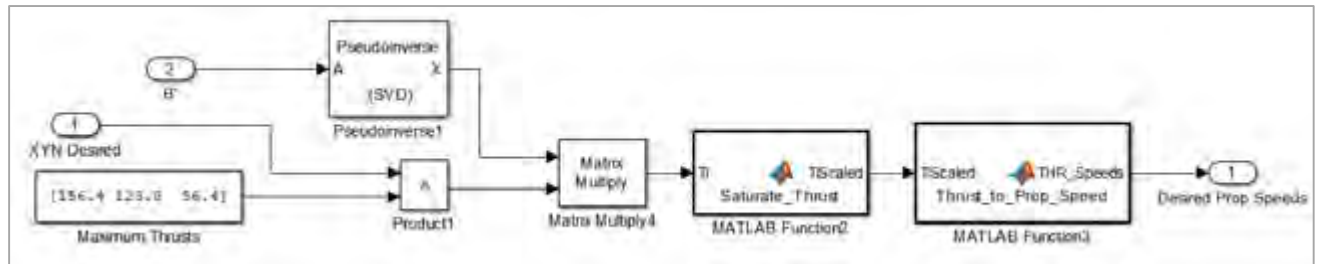 Pseudoinverse
A X
(SVD)
Pseudoinverse1
2
1
XYN Desired
[156.4 123.8 56.4]
Maximum Thrusts
Product1
Matrix
Multiply
Matrix Multiply4
Ti TScaled
Saturate_Thrust
MATLAB Function2
TScaled THR_Speeds
Thrust_to_Prop_Speed
MATLAB Function3
1
Desired Prop Speeds